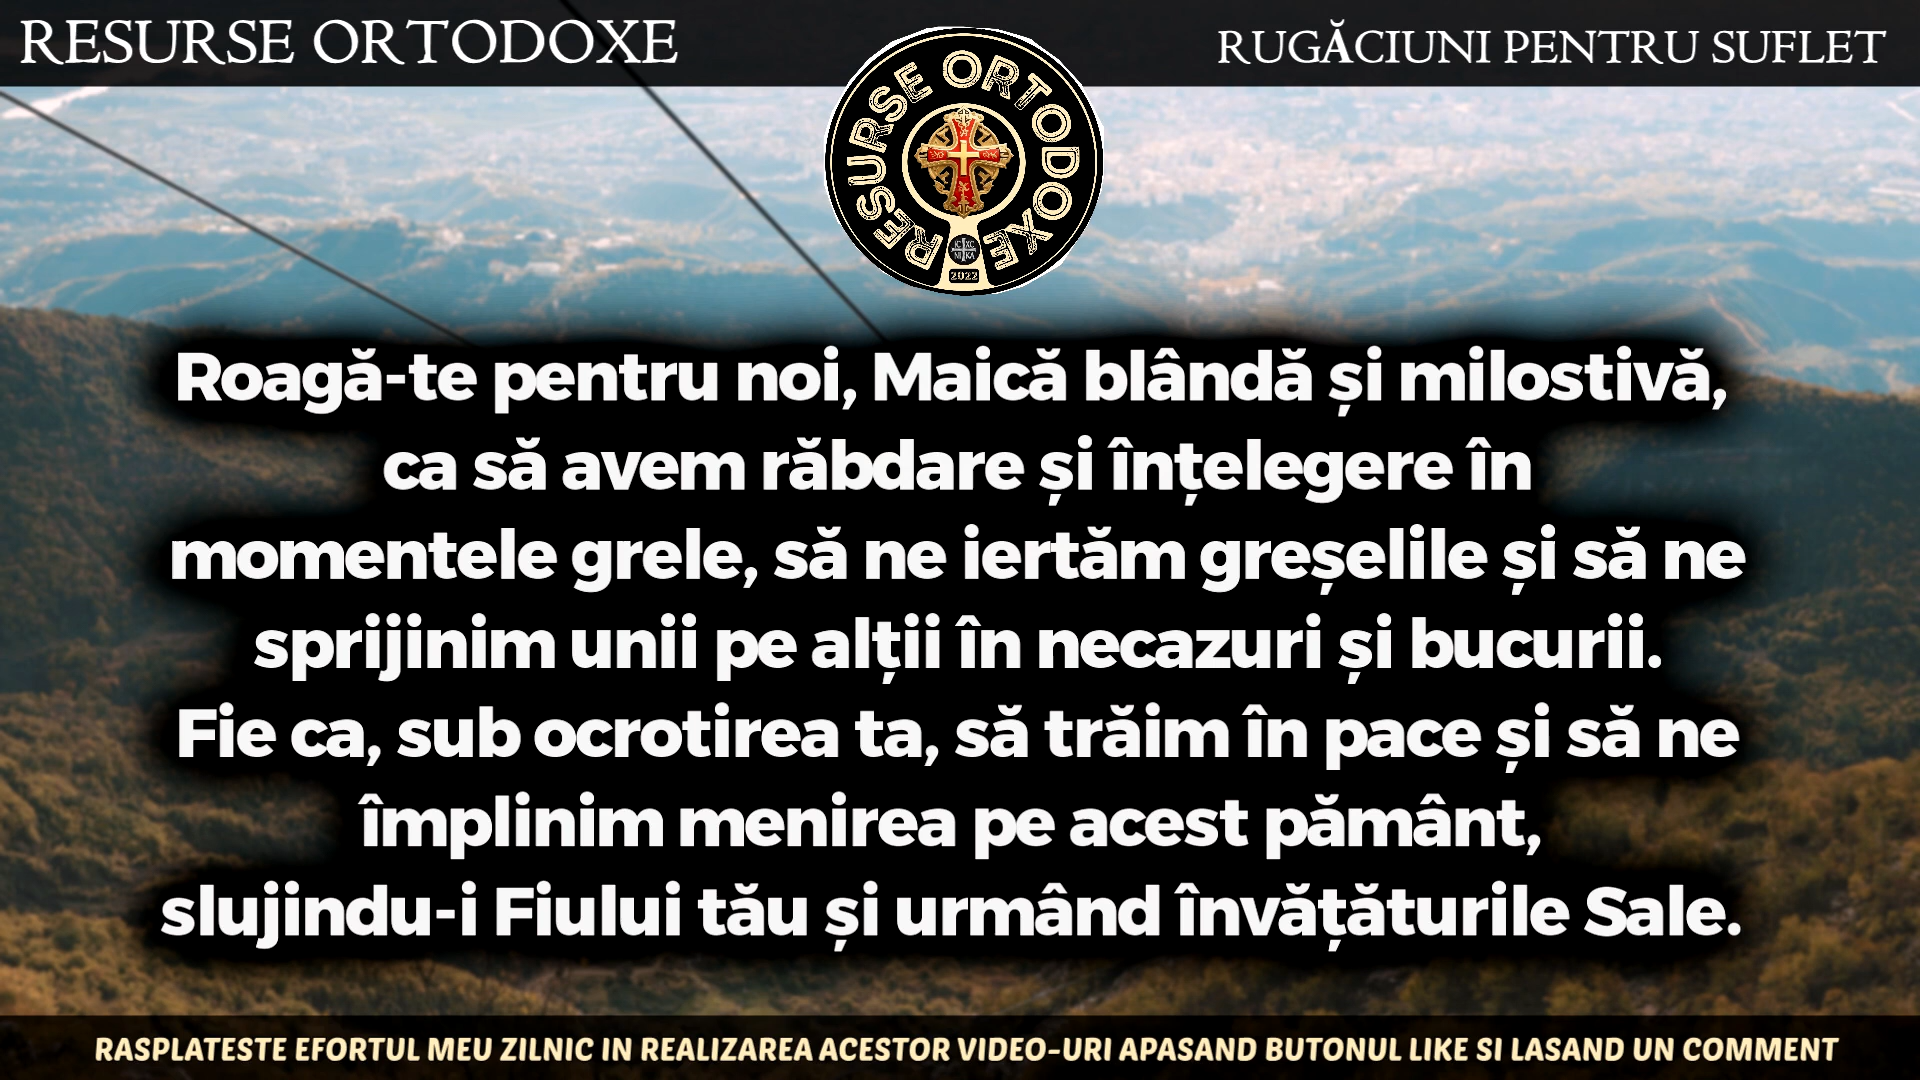 RESURSE ORTODOXE
RUGĂCIUNI PENTRU SUFLET
RESURSE ORTODOXE
IC XC
NI KA
2022
Roagă-te pentru noi, Maică blândă și milostivă,
ca să avem răbdare și înțelegere în
momentele grele, să ne iertăm greșelile și să ne
sprijinim unii pe alții în necazuri și bucurii.
Fie ca, sub ocrotirea ta, să trăim în pace și să ne
împlinim menirea pe acest pământ,
slujindu-i Fiului tău și urmând învățăturile Sale.
RASPLATESTE EFORTUL MEU ZILNIC IN REALIZAREA ACESTOR VIDEO-URI APASAND BUTONUL LIKE SI LASAND UN COMMENT